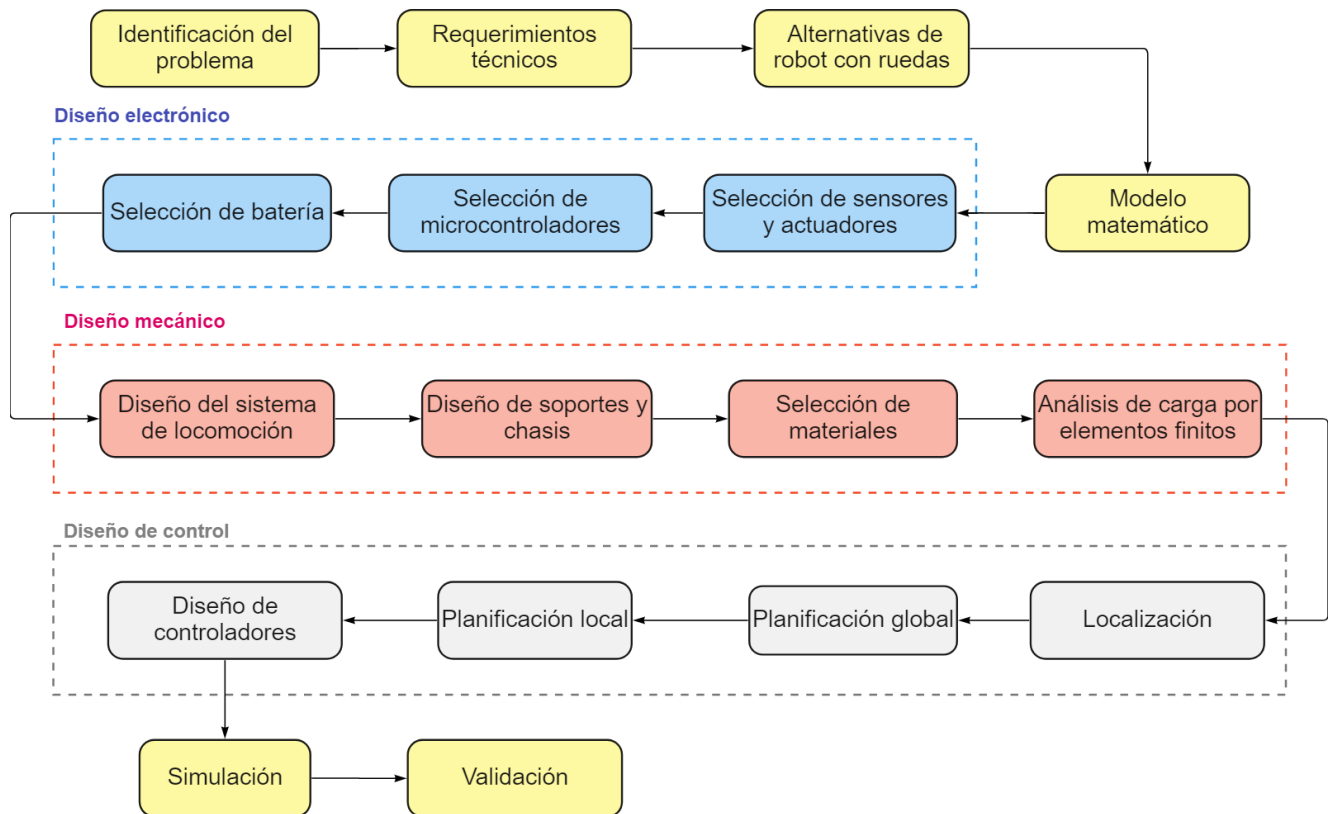 Identificación del
problema
Requerimientos
técnicos
Alternativas de
robot con ruedas
Diseño electrónico
Selección de batería
Selección de
microcontroladores
Selección de sensores
y actuadores
Modelo
matemático
Diseño mecánico
Diseño del sistema
de locomoción
Diseño de soportes y
chasis
Selección de
materiales
Análisis de carga por
elementos finitos
Diseño de control
Diseño de
controladores
Planificación local
Planificación global
Localización
Simulación
Validación